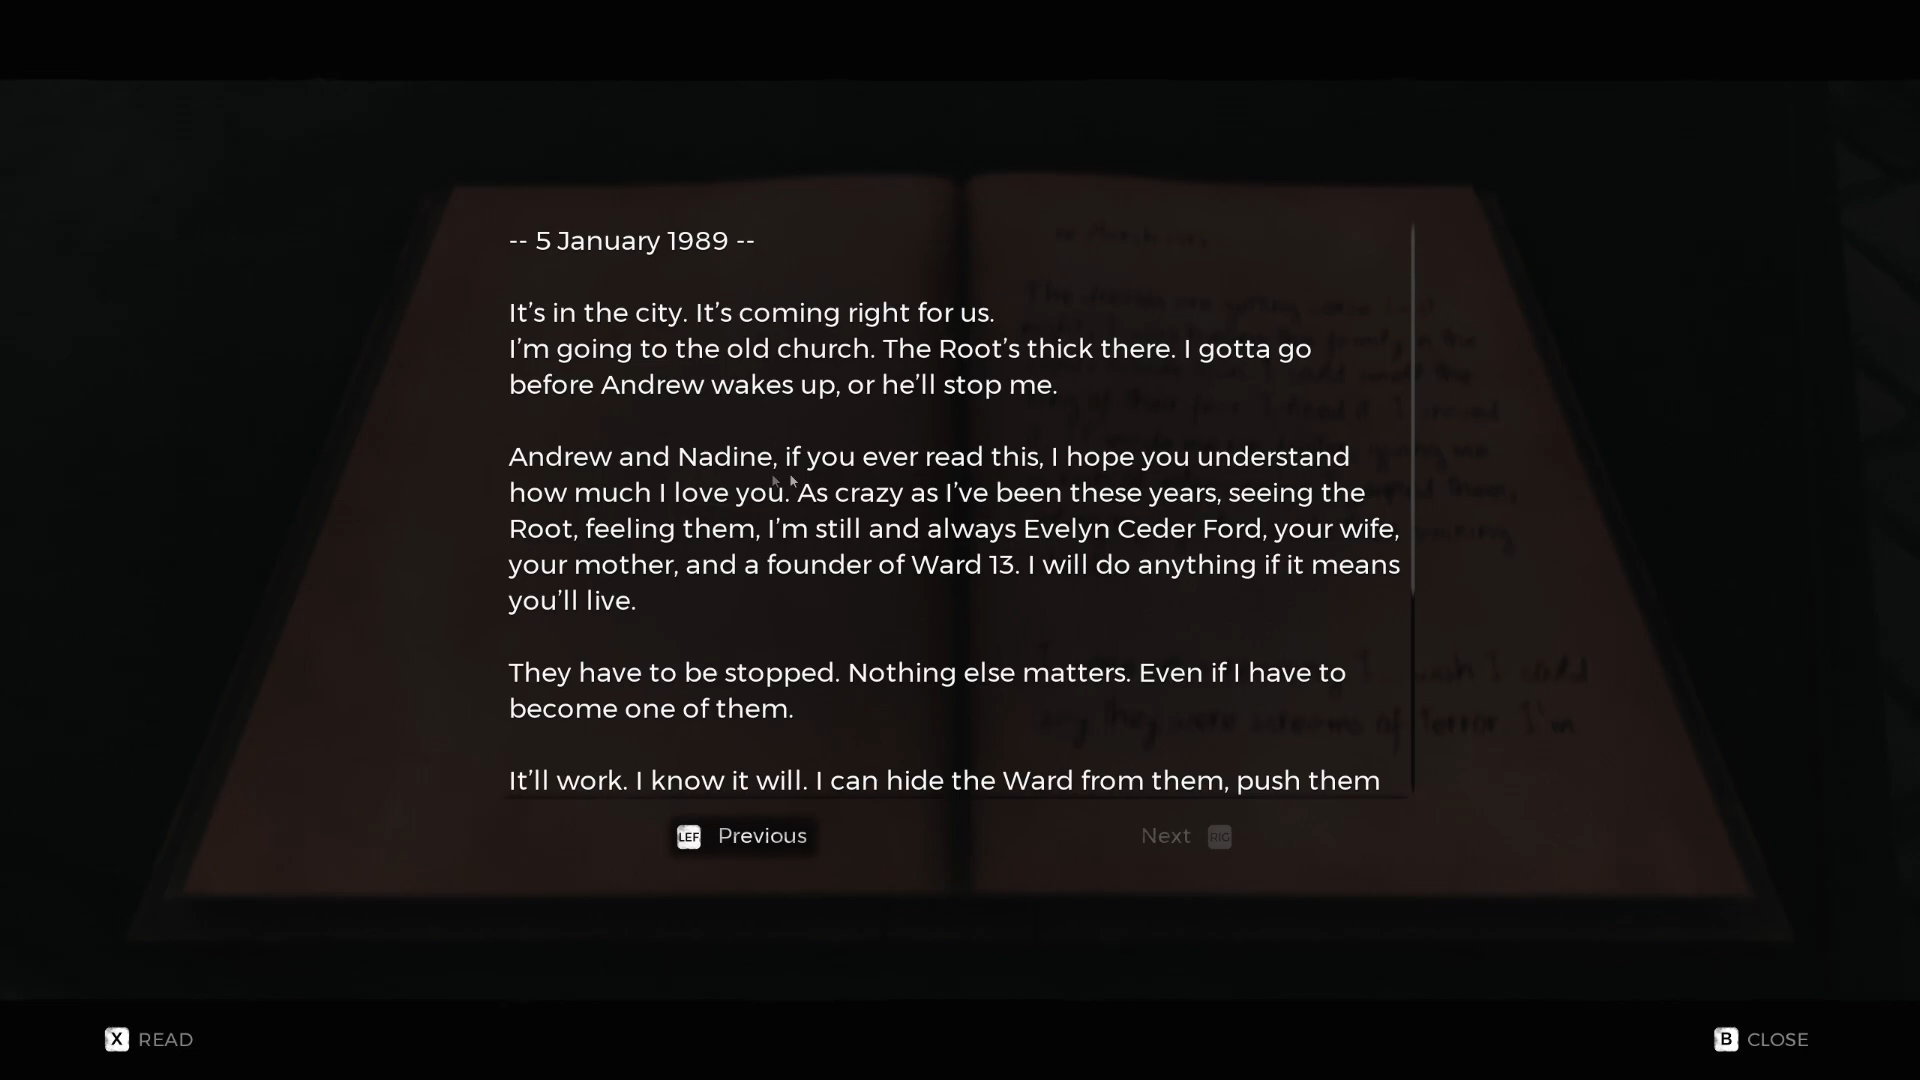 -- 5 January 1989 --
It’s in the city. It’s coming right for us.
I’m going to the old church. The Root’s thick there. I gotta go
before Andrew wakes up, or he’ll stop me.
Andrew and Nadine, if you ever read this, I hope you understand
how much I love you. As crazy as I’ve been these years, seeing the
Root, feeling them, I’m still and always Evelyn Ceder Ford, your wife,
your mother, and a founder of Ward 13. I will do anything if it means
you’ll live.
They have to be stopped. Nothing else matters. Even if I have to
become one of them.
It’ll work. I know it will. I can hide the Ward from them, push them
LEF Previous
Next RIG
X READ
B CLOSE